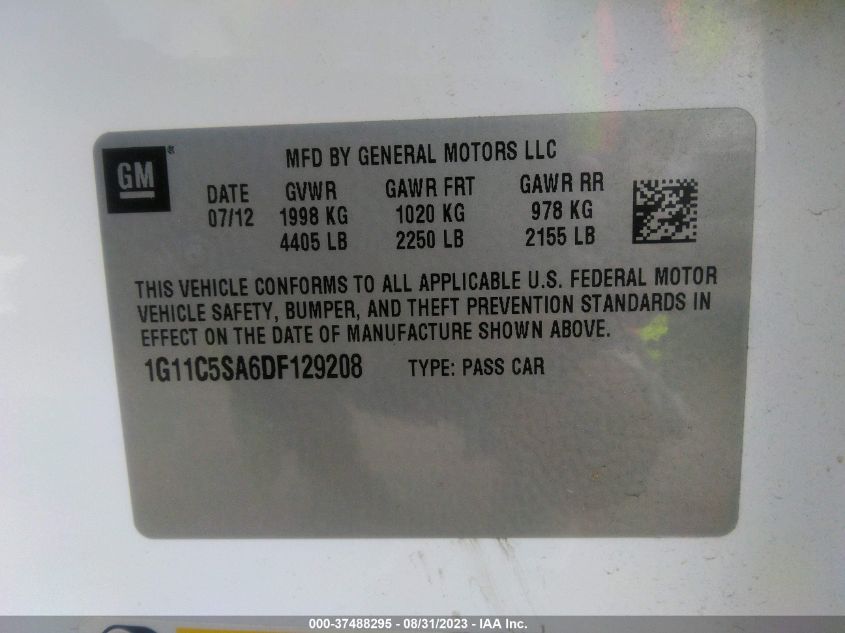 GM®
MFD BY GENERAL MOTORS LLC
DATE GVWR GAWR FRT GAWR RR
07/12 1998 KG 1020 KG 978 KG
4405 LB 2250 LB 2155 LB
THIS VEHICLE CONFORMS TO ALL APPLICABLE U.S. FEDERAL MOTOR
VEHICLE SAFETY, BUMPER, AND THEFT PREVENTION STANDARDS IN
EFFECT ON THE DATE OF MANUFACTURE SHOWN ABOVE.
1G11C5SA6DF129208 TYPE: PASS CAR
000-37488295 - 08/31/2023 - IAA Inc.